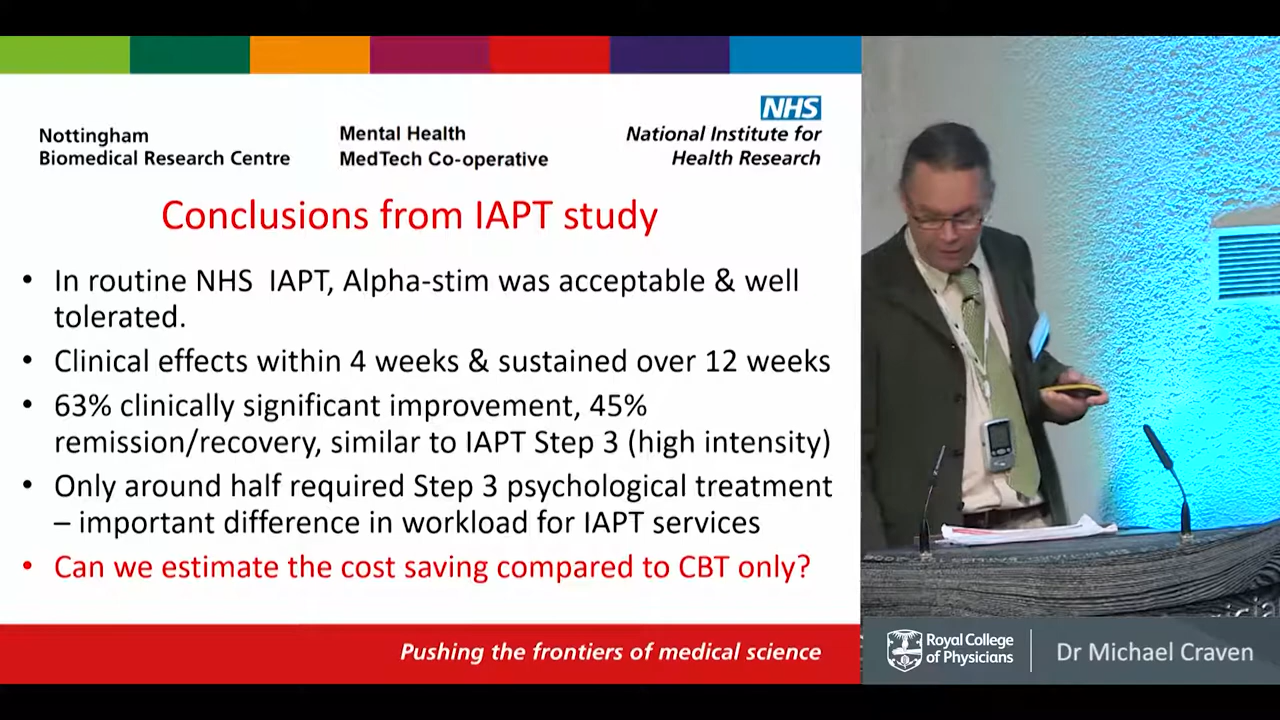 Nottingham
Biomedical Research Centre
Mental Health
MedTech Co-operative
NHS
National Institute for
Health Research
Conclusions from IAPT study
• In routine NHS IAPT, Alpha-stim was acceptable & well
tolerated.
• Clinical effects within 4 weeks & sustained over 12 weeks
• 63% clinically significant improvement, 45%
remission/recovery, similar to IAPT Step 3 (high intensity)
• Only around half required Step 3 psychological treatment
– important difference in workload for IAPT services
• Can we estimate the cost saving compared to CBT only?
Pushing the frontiers of medical science
Royal College
of Physicians
Dr Michael Craven